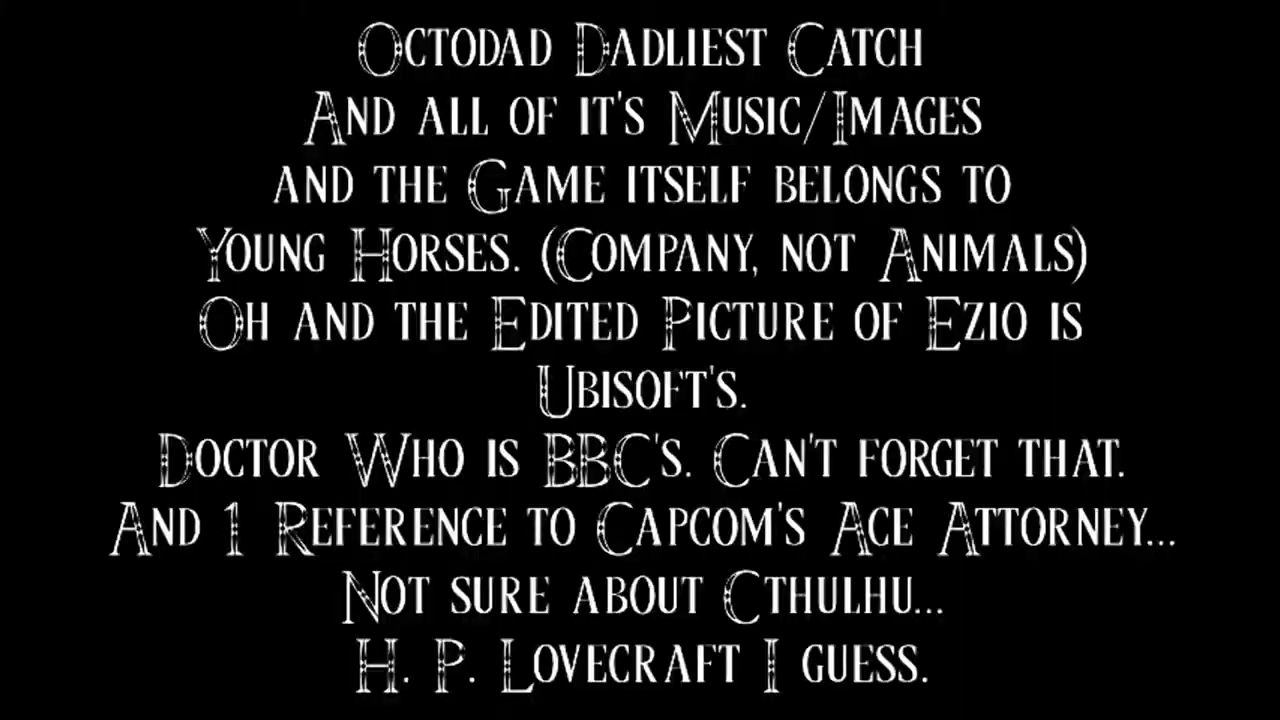 Octodad Dadliest Catch
And all of it's Music/Images
and the Game itself belongs to
Young Horses. (Company, not Animals)
Oh and the Edited Picture of Ezio is
Ubisoft's.
Doctor Who is BBC's. Can't forget that.
And 1 Reference to Capcom's Ace Attorney...
Not sure about Cthulhu...
H. P. Lovecraft I guess.